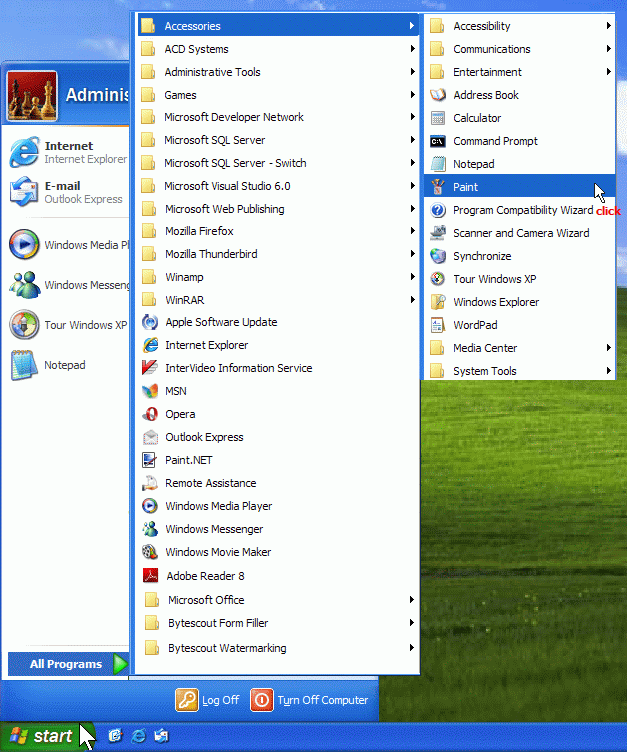 Adminis
Internet
Internet Explorer
E-mail
Outlook Express
Windows Media Pl
Windows Messeng
Tour Windows XP
Notepad
All Programs
Accessories
ACD Systems
Administrative Tools
Games
Microsoft Developer Network
Microsoft SQL Server
Microsoft SQL Server - Switch
Microsoft Visual Studio 6.0
Microsoft Web Publishing
Mozilla Firefox
Mozilla Thunderbird
Winamp
WinRAR
Apple Software Update
Internet Explorer
InterVideo Information Service
MSN
Opera
Outlook Express
Paint.NET
Remote Assistance
Windows Media Player
Windows Messenger
Windows Movie Maker
Adobe Reader 8
Microsoft Office
Bytescout Form Filler
Bytescout Watermarking
Accessibility
Communications
Entertainment
Address Book
Calculator
Command Prompt
Notepad
Paint
Program Compatibility Wizard click
Scanner and Camera Wizard
Synchronize
Tour Windows XP
Windows Explorer
WordPad
Media Center
System Tools
Log Off Turn Off Computer
start